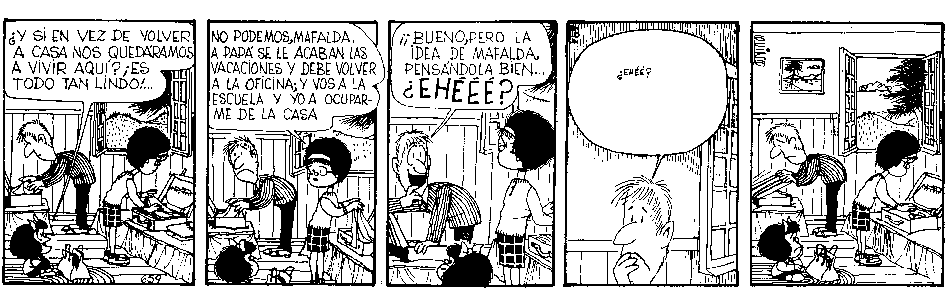 ¿Y SI EN VEZ DE VOLVER
A CASA NOS QUEDÁRAMOS
A VIVIR AQUÍ? ¡ES
TODO TAN LINDO!...
659
NO PODEMOS, MAFALDA.
A PAPÁ SE LE ACABAN LAS
VACACIONES Y DEBE VOLVER
A LA OFICINA; Y VOS A LA
ESCUELA Y YO A OCUPAR-
ME DE LA CASA
¡¡BUENO, PERO LA
IDEA DE MAFALDA,
PENSÁNDOLA BIEN...
¿EHÉÉÉ?
¿EHÉÉ?